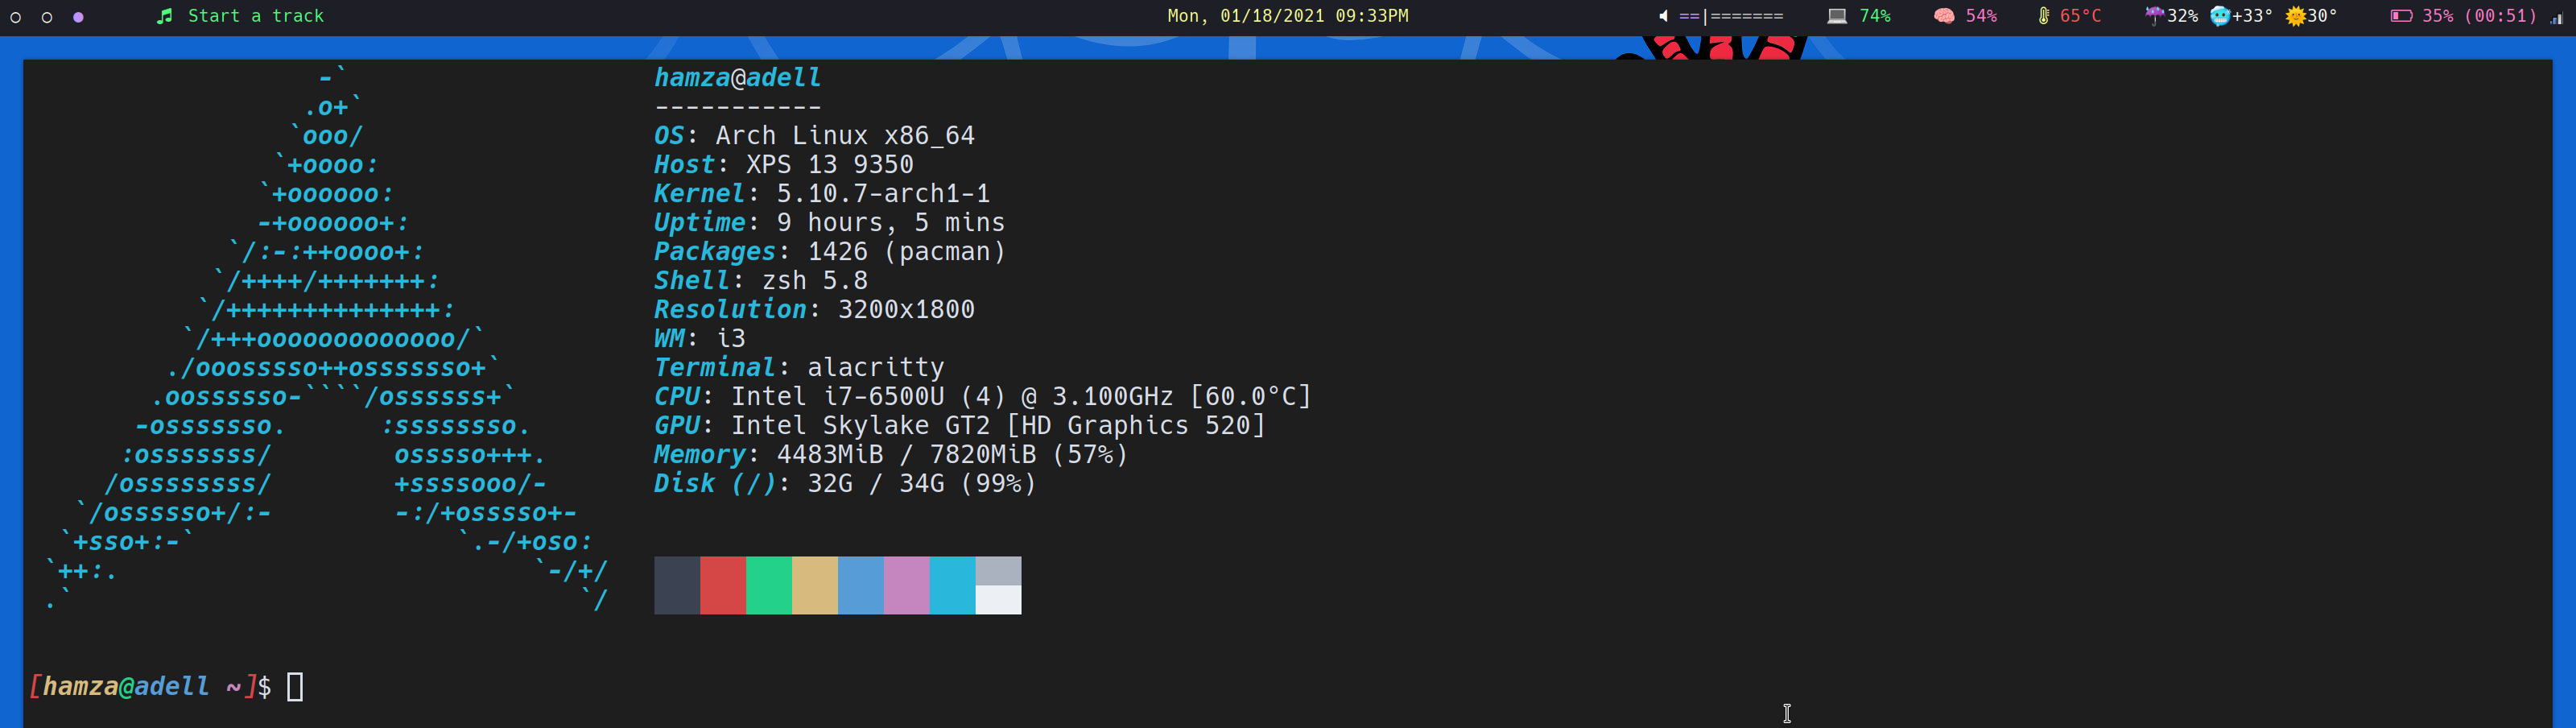 ♫ Start a track Mon, 01/18/2021 09:33PM ==|======= 💻 74% 🧠 54% 🌡 65°C ☔32% 🥶+33° 🌞30° 35% (00:51)
                   -`                    hamza@adell
                  .o+`                   -----------
                 `ooo/                   OS: Arch Linux x86_64
                `+oooo:                  Host: XPS 13 9350
               `+oooooo:                 Kernel: 5.10.7-arch1-1
               -+oooooo+:                Uptime: 9 hours, 5 mins
             `/:-:++oooo+:               Packages: 1426 (pacman)
            `/++++/+++++++:              Shell: zsh 5.8
           `/++++++++++++++:             Resolution: 3200x1800
          `/+++ooooooooooooo/`           WM: i3
         ./ooosssso++osssssso+`          Terminal: alacritty
        .oossssso-````/ossssss+`         CPU: Intel i7-6500U (4) @ 3.100GHz [60.0°C]
       -osssssso.      :ssssssso.        GPU: Intel Skylake GT2 [HD Graphics 520]
      :osssssss/        osssso+++.       Memory: 4483MiB / 7820MiB (57%)
     /ossssssss/        +ssssooo/-       Disk (/): 32G / 34G (99%)
   `/ossssso+/:-        -:/+osssso+-
  `+sso+:-`                 `.-/+oso:
 `++:.                           `-/+/
 .`                                 `/
[hamza@adell ~]$